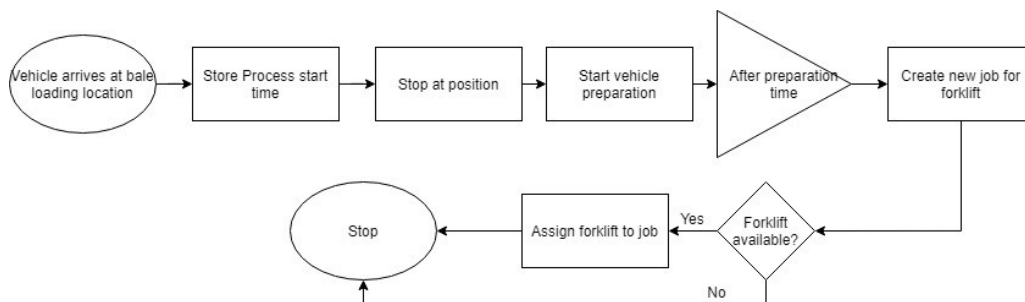 Vehicle arrives at bale
loading location
Store Process start
time
Stop at position
Start vehicle
preparation
After preparation
time
Create new job for
forklift
Forklift
available?
Yes
Assign forklift to job
Stop
No